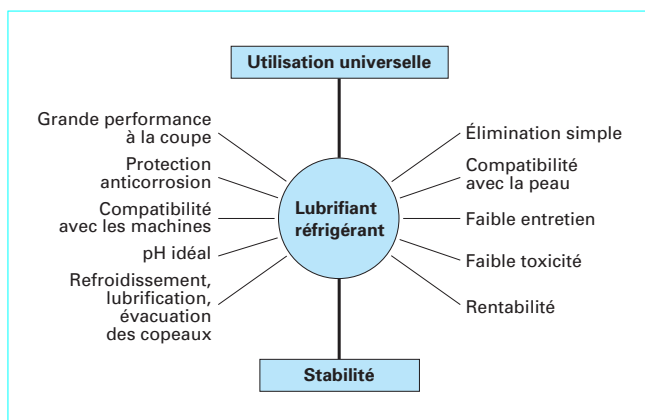 Utilisation universelle
Grande performance
à la coupe
Protection
anticorrosion
Compatibilité
avec les machines
pH idéal
Refroidissement,
lubrification,
évacuation
des copeaux
Lubrifiant
réfrigérant
Élimination simple
Compatibilité
avec la peau
Faible entretien
Faible toxicité
Rentabilité
Stabilité